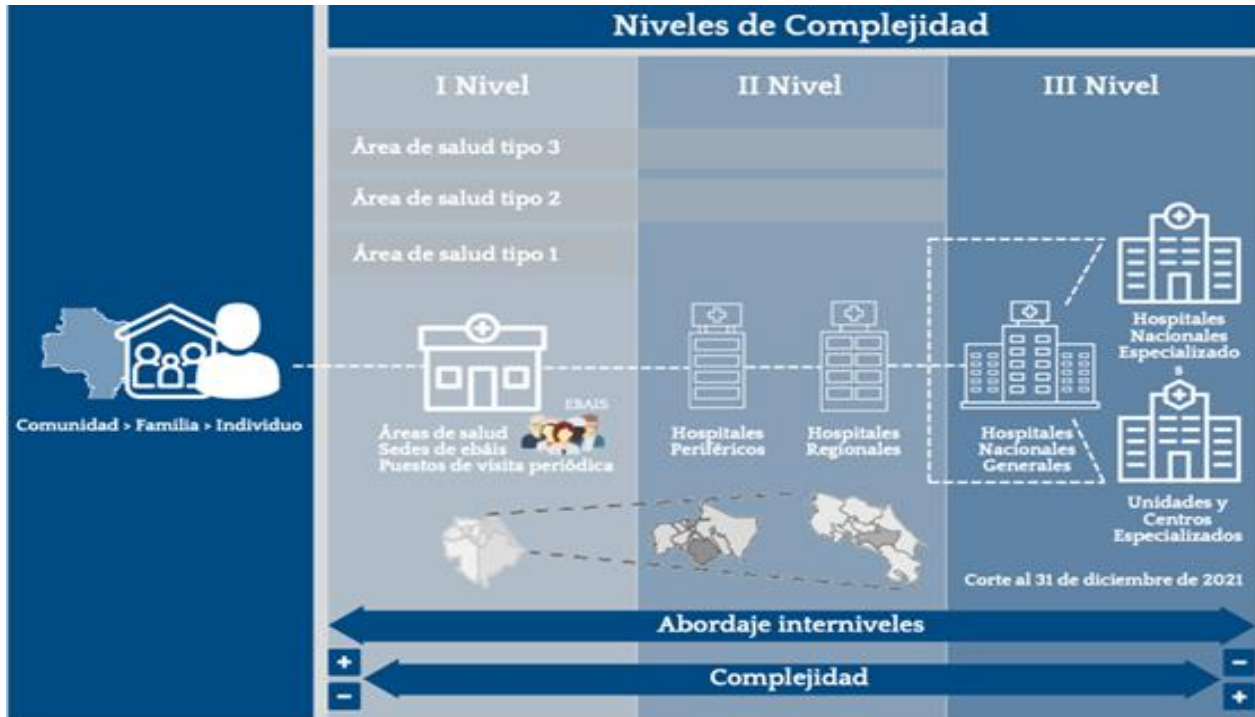 Niveles de Complejidad
I Nivel
II Nivel
III Nivel
Área de salud tipo 3
Área de salud tipo 2
Área de salud tipo 1
Comunidad > Familia > Individuo
EBAIS
Áreas de salud
Sedes de ebáis
Puestos de visita periódica
Hospitales
Periféricos
Hospitales
Regionales
Hospitales
Nacionales
Generales
Hospitales
Nacionales
Especializado
s
Unidades y
Centros
Especializados
Corte al 31 de diciembre de 2021
Abordaje interniveles
+
−
Complejidad
−
+